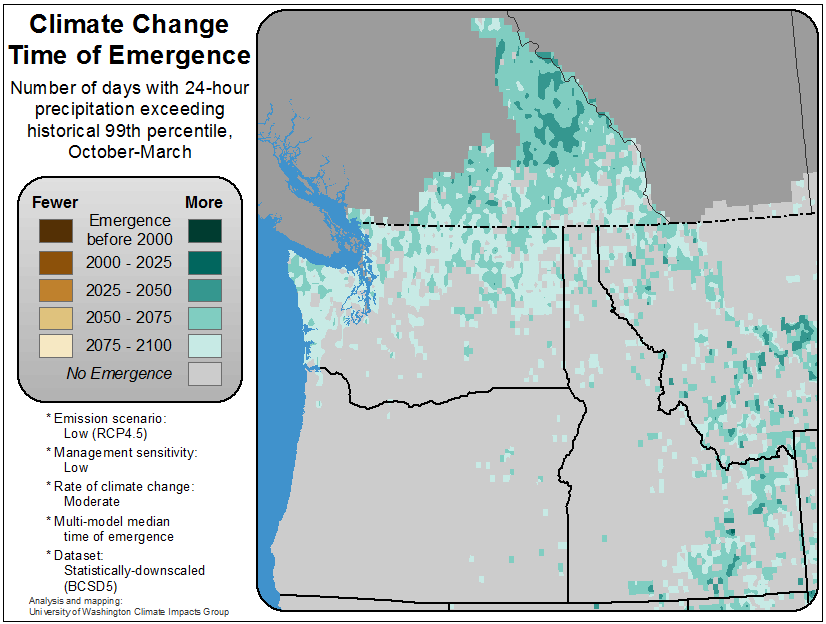 Climate Change
Time of Emergence
Number of days with 24-hour
precipitation exceeding
historical 99th percentile,
October-March
Fewer
More
Emergence
before 2000
2000 - 2025
2025 - 2050
2050 - 2075
2075 - 2100
No Emergence
* Emission scenario:
Low (RCP4.5)
* Management sensitivity:
Low
* Rate of climate change:
Moderate
* Multi-model median
time of emergence
* Dataset:
Statistically-downscaled
(BCSD5)
Analysis and mapping:
University of Washington Climate Impacts Group